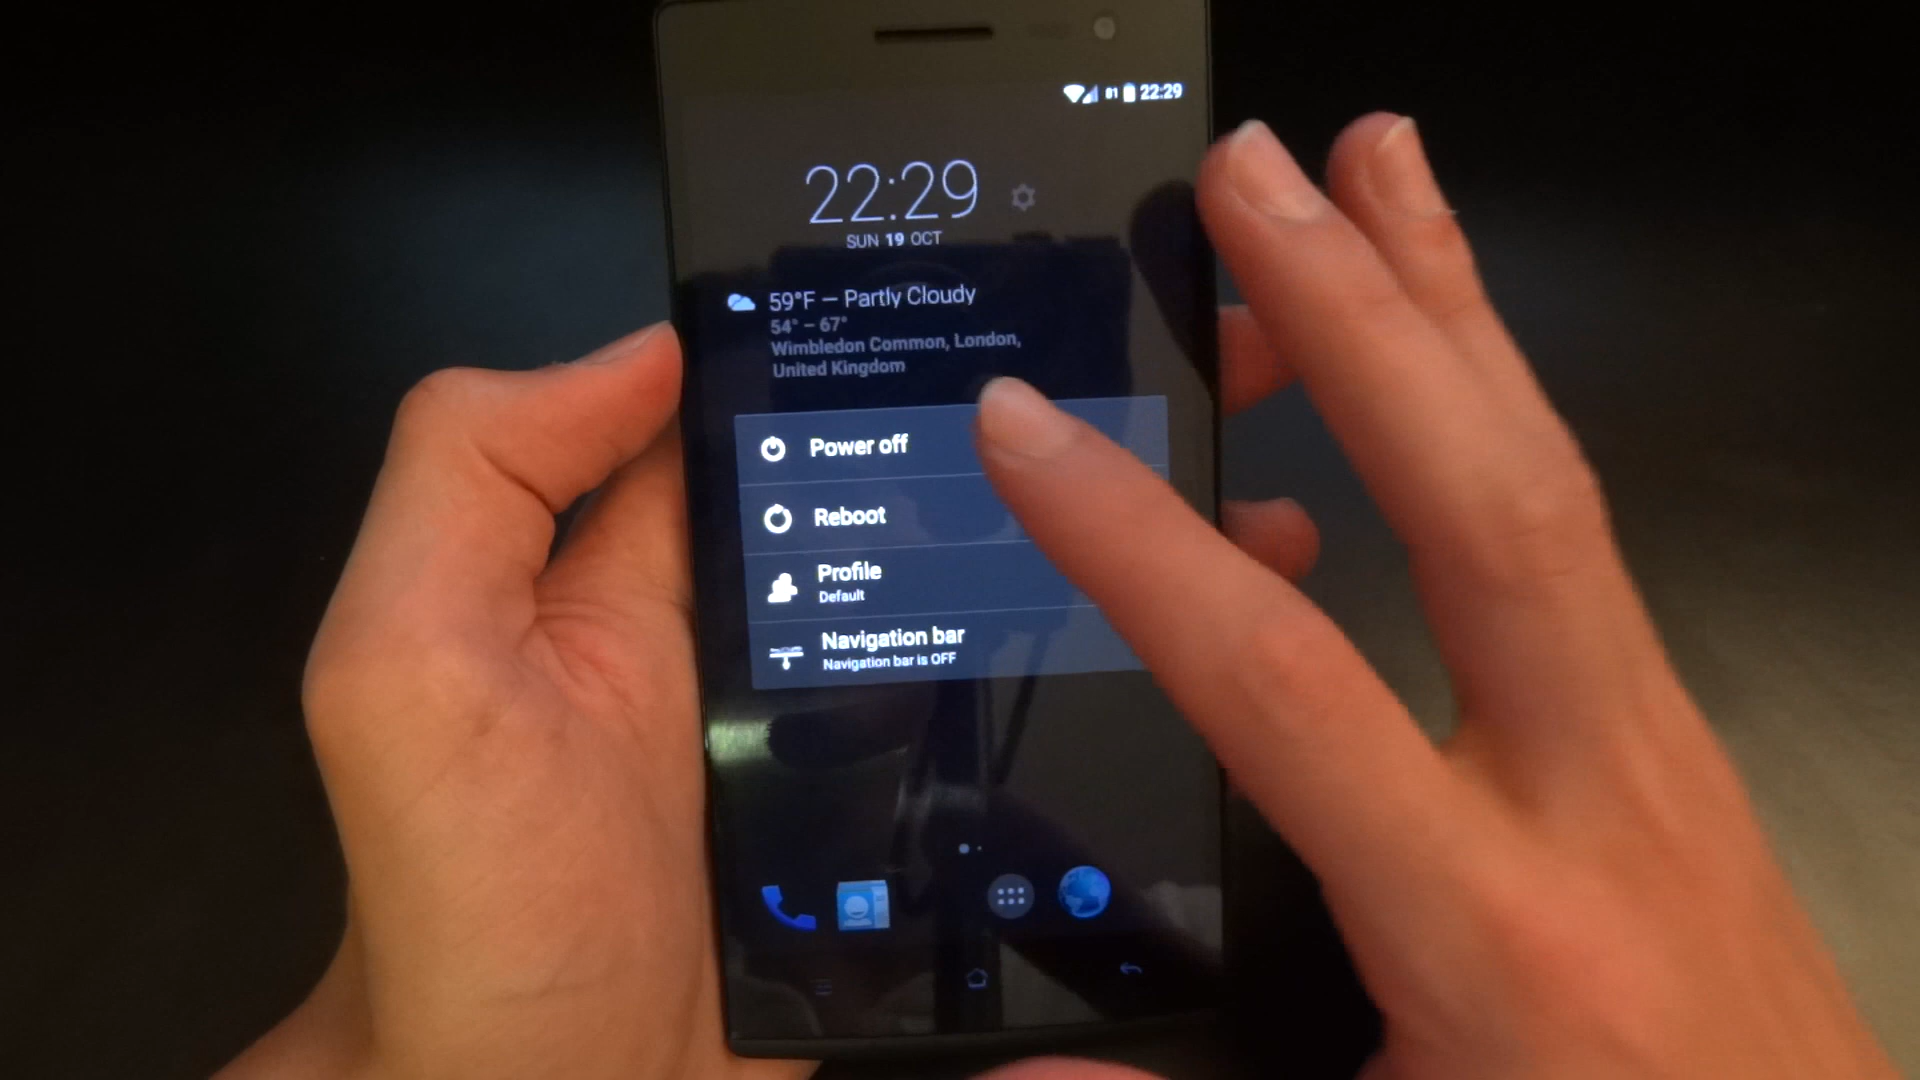 81 22:29
22:29
SUN 19 OCT
59°F – Partly Cloudy
54° – 67°
Wimbledon Common, London,
United Kingdom
Power off
Reboot
Profile
Default
Navigation bar
Navigation bar is OFF